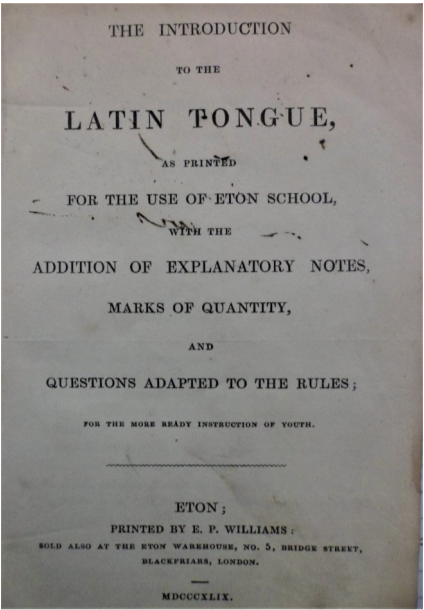 THE INTRODUCTION
TO THE
LATIN TONGUE,
AS PRINTED
FOR THE USE OF ETON SCHOOL,
WITH THE
ADDITION OF EXPLANATORY NOTES,
MARKS OF QUANTITY,
AND
QUESTIONS ADAPTED TO THE RULES;
FOR THE MORE READY INSTRUCTION OF YOUTH.
ETON;
PRINTED BY E. P. WILLIAMS:
SOLD ALSO AT THE ETON WAREHOUSE, NO. 5, BRIDGE STREET,
BLACKFRIARS, LONDON.
MDCCCXLIX.